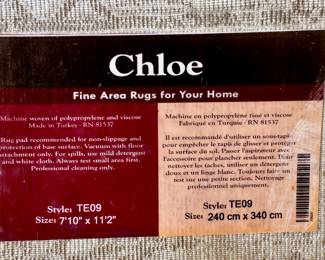 Chloe
Fine Area Rugs for Your Home
Machine woven of polypropylene and viscose
Made in Turkey - RN 81537
Rug pad recommended for non-slippage and
protection of base surface. Vacuum with floor
attachment only. For spills, use mild detergent
and white cloth. Always test small area first.
Professional cleaning only.
Style: TE09
Size: 7'10" x 11'2"
Machine en polypropylène tissé et viscose
Fabriqué en Turquie - RN 81537
Il est recommandé d'utiliser un sous-tapis
pour empêcher le tapis de glisser et protéger
la surface du sol. Passer l'aspirateur avec
l'accessoire pour plancher seulement. Pour
nettoyer les taches, utiliser un détergent
doux et un linge blanc. Toujours faire un
test sur une petite section. Nettoyage
professionnel uniquement.
Style: TE09
Size: 240 cm x 340 cm